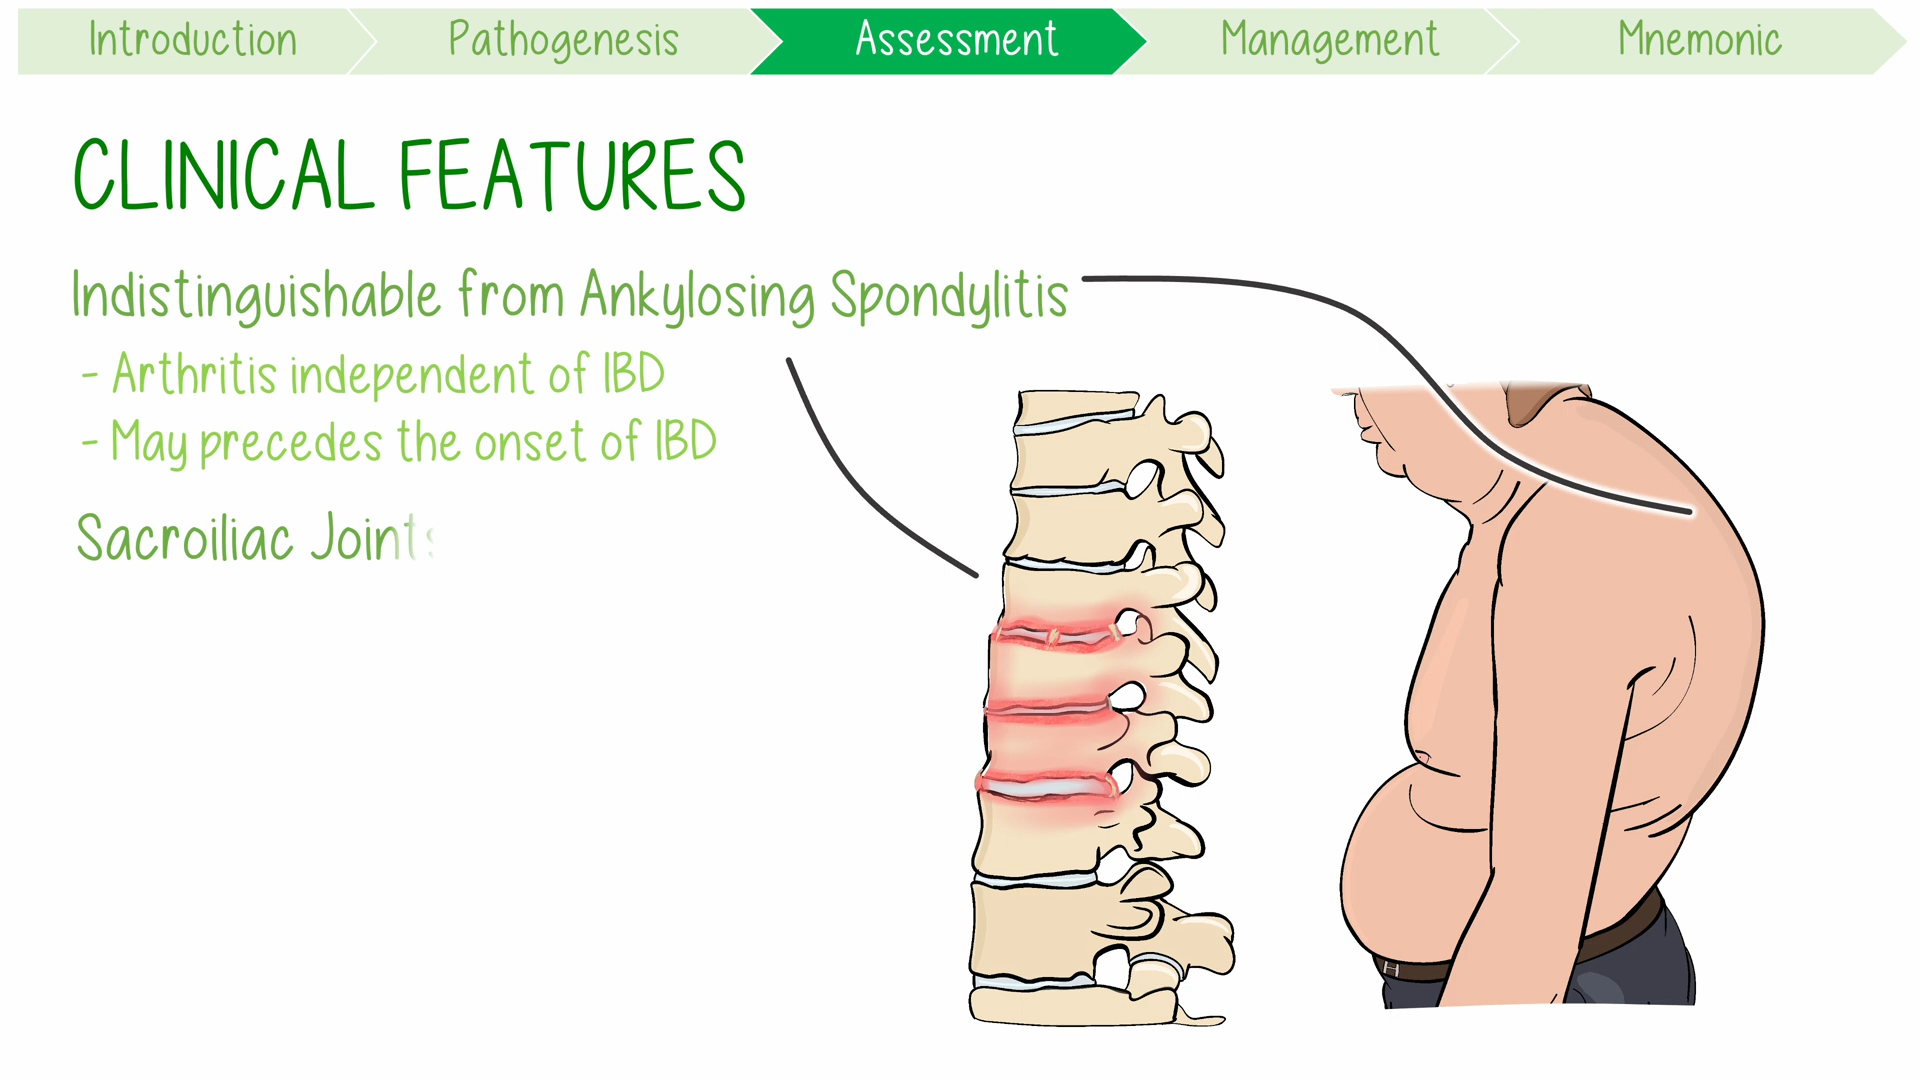 Introduction
Pathogenesis
Assessment
Management
Mnemonic
CLINICAL FEATURES
Indistinguishable from Ankylosing Spondylitis
- Arthritis independent of IBD
- May precedes the onset of IBD
Sacroiliac Joints